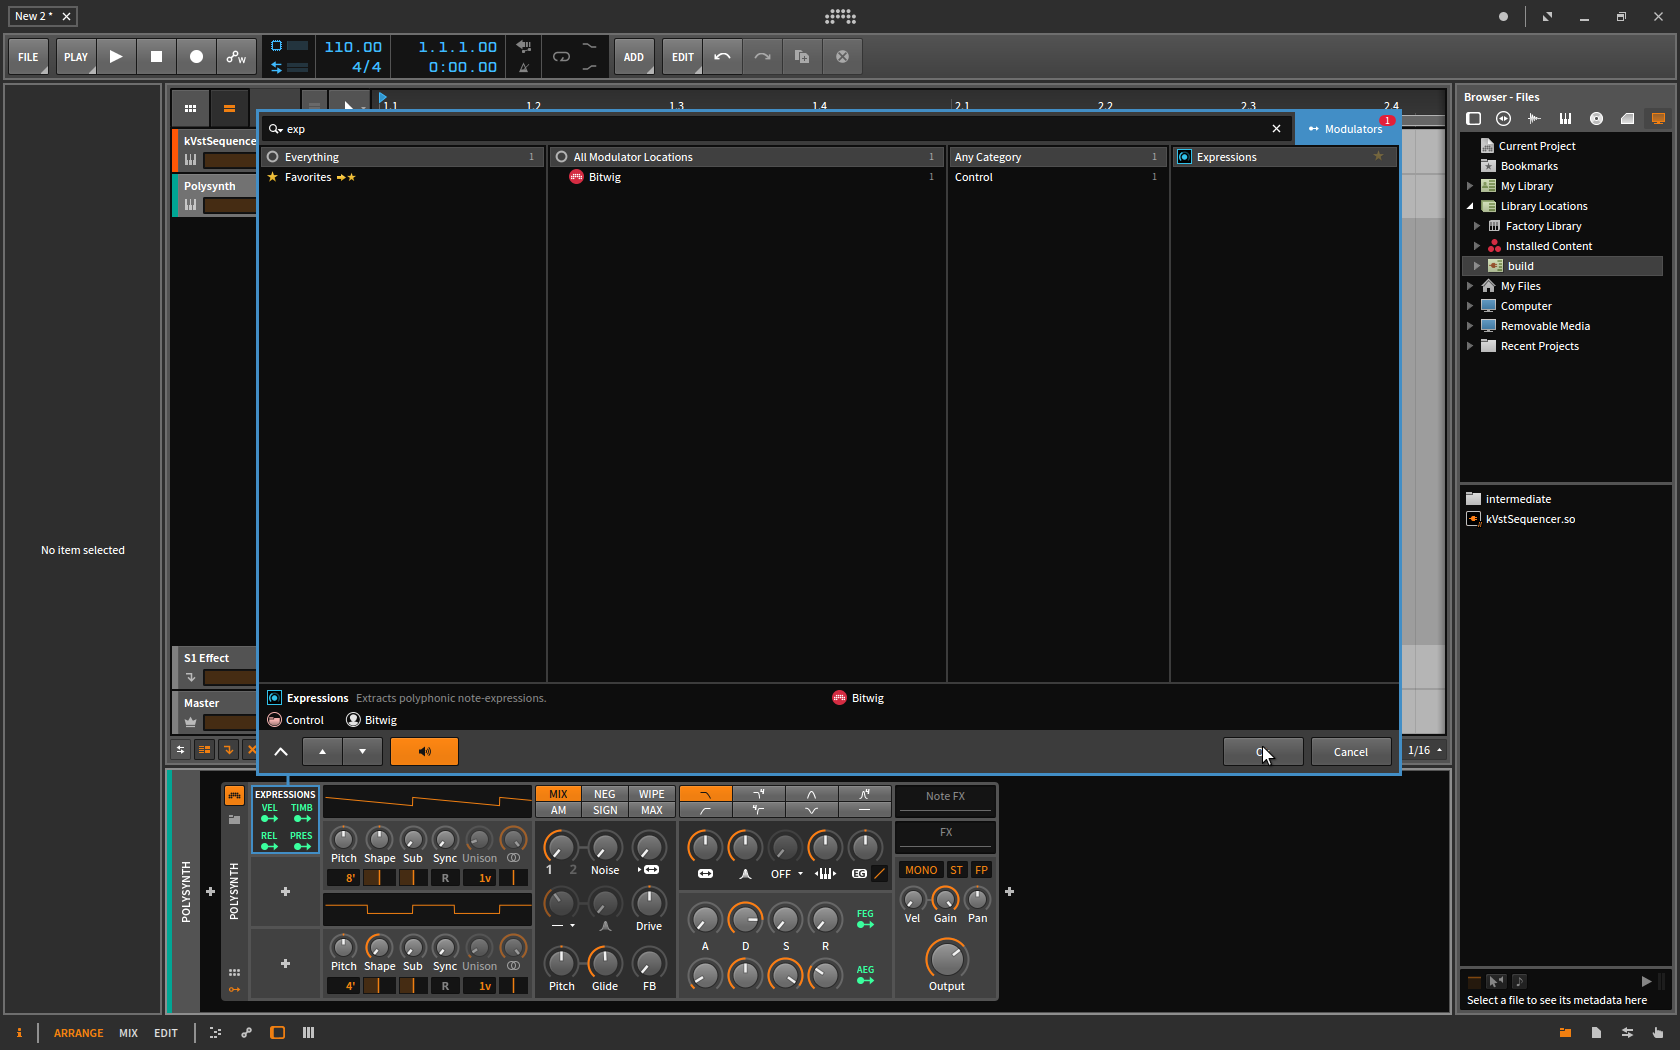 New 2 *
FILE
PLAY
110.00
4/4
1.1.1.00
0:00.00
ADD
EDIT
1.1
1.2
1.3
1.4
2.1
2.2
2.3
2.4
kVstSequence
Polysynth
S1 Effect
Master
No item selected
exp
Modulators
1
Everything 1
Favorites
All Modulator Locations 1
Bitwig 1
Any Category 1
Control 1
Expressions
Expressions Extracts polyphonic note-expressions.
Bitwig
Control
Bitwig
Cancel
1/16
Browser - Files
Current Project
Bookmarks
My Library
Library Locations
Factory Library
Installed Content
build
My Files
Computer
Removable Media
Recent Projects
intermediate
kVstSequencer.so
Select a file to see its metadata here
POLYSYNTH
POLYSYNTH
EXPRESSIONS
VEL TIMB
REL PRES
Pitch Shape Sub Sync Unison
8' R 1v
Pitch Shape Sub Sync Unison
4' R 1v
MIX NEG WIPE
AM SIGN MAX
1 2 Noise
Drive
Pitch Glide FB
OFF
EG
A D S R
FEG
AEG
Note FX
FX
MONO ST FP
Vel Gain Pan
Output
i
ARRANGE MIX EDIT